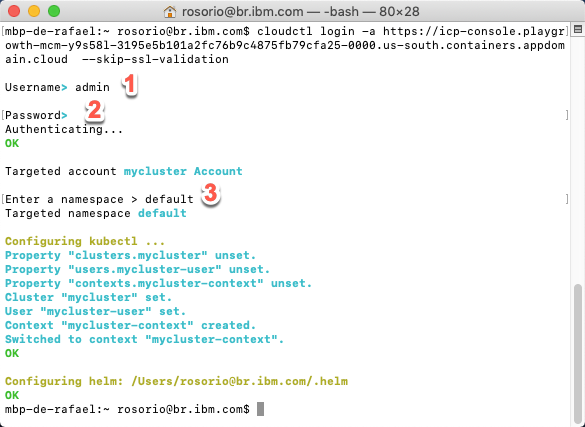 rosorio@br.ibm.com — -bash — 80×28
mbp-de-rafael:~ rosorio@br.ibm.com$ cloudctl login -a https://icp-console.playgr
owth-mcm-y9s58l-3195e5b101a2fc76b9c4875fb79cfa25-0000.us-south.containers.appdom
ain.cloud  --skip-ssl-validation
Username> admin 1
[Password> 2 ]
Authenticating...
OK
Targeted account mycluster Account
[Enter a namespace > default 3 ]
Targeted namespace default
Configuring kubectl ...
Property "clusters.mycluster" unset.
Property "users.mycluster-user" unset.
Property "contexts.mycluster-context" unset.
Cluster "mycluster" set.
User "mycluster-user" set.
Context "mycluster-context" created.
Switched to context "mycluster-context".
OK
Configuring helm: /Users/rosorio@br.ibm.com/.helm
OK
mbp-de-rafael:~ rosorio@br.ibm.com$